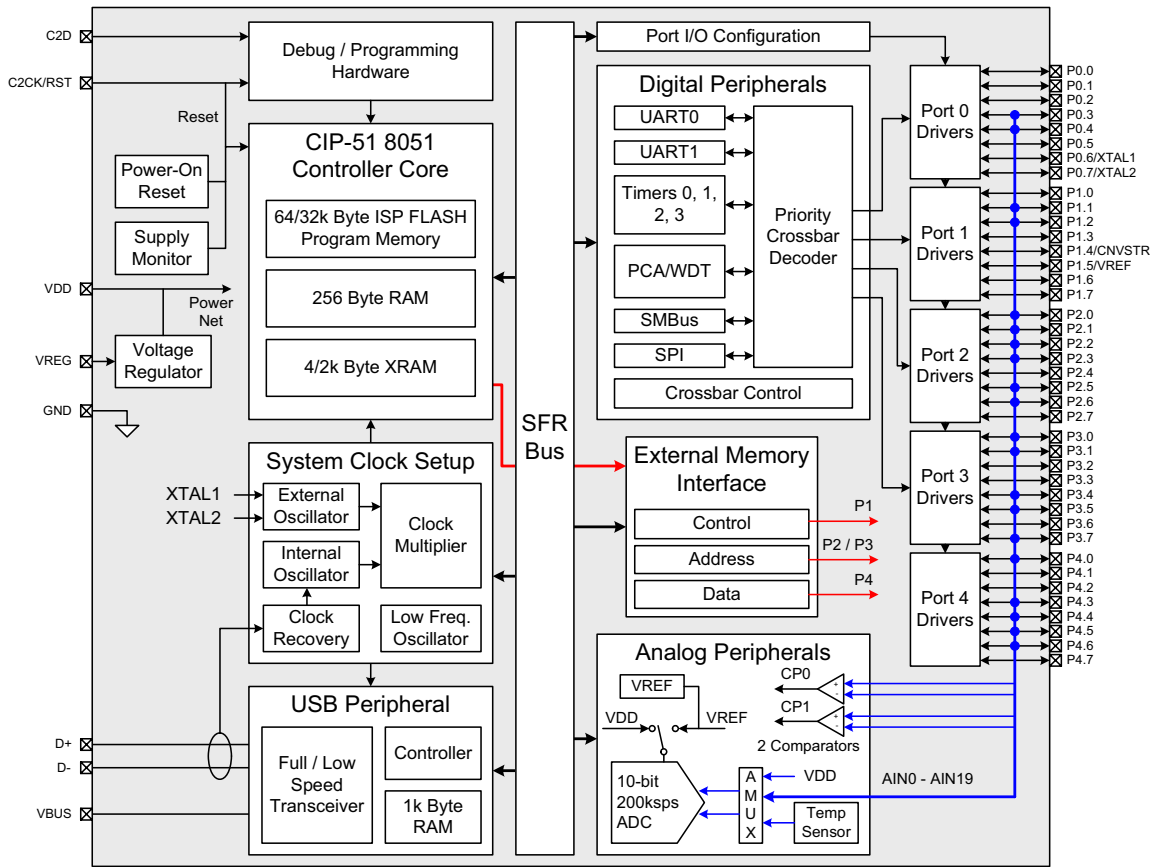 C2D
C2CK/RST
VDD
VREG
GND
D+
D-
VBUS
Debug / Programming
Hardware
Reset
Power-On
Reset
Supply
Monitor
Power
Net
Voltage
Regulator
CIP-51 8051
Controller Core
64/32k Byte ISP FLASH
Program Memory
256 Byte RAM
4/2k Byte XRAM
System Clock Setup
XTAL1
XTAL2
External
Oscillator
Internal
Oscillator
Clock
Recovery
Clock
Multiplier
Low Freq.
Oscillator
USB Peripheral
Full / Low
Speed
Transceiver
Controller
1k Byte
RAM
SFR
Bus
Port I/O Configuration
Digital Peripherals
UART0
UART1
Timers 0, 1,
2, 3
PCA/WDT
SMBus
SPI
Priority
Crossbar
Decoder
Crossbar Control
External Memory
Interface
Control
Address
Data
P1
P2 / P3
P4
Analog Peripherals
VREF
VDD
VREF
CP0
+
-
CP1
+
-
2 Comparators
10-bit
200ksps
ADC
A
M
U
X
VDD
Temp
Sensor
AIN0 - AIN19
Port 0
Drivers
Port 1
Drivers
Port 2
Drivers
Port 3
Drivers
Port 4
Drivers
P0.0
P0.1
P0.2
P0.3
P0.4
P0.5
P0.6/XTAL1
P0.7/XTAL2
P1.0
P1.1
P1.2
P1.3
P1.4/CNVSTR
P1.5/VREF
P1.6
P1.7
P2.0
P2.1
P2.2
P2.3
P2.4
P2.5
P2.6
P2.7
P3.0
P3.1
P3.2
P3.3
P3.4
P3.5
P3.6
P3.7
P4.0
P4.1
P4.2
P4.3
P4.4
P4.5
P4.6
P4.7